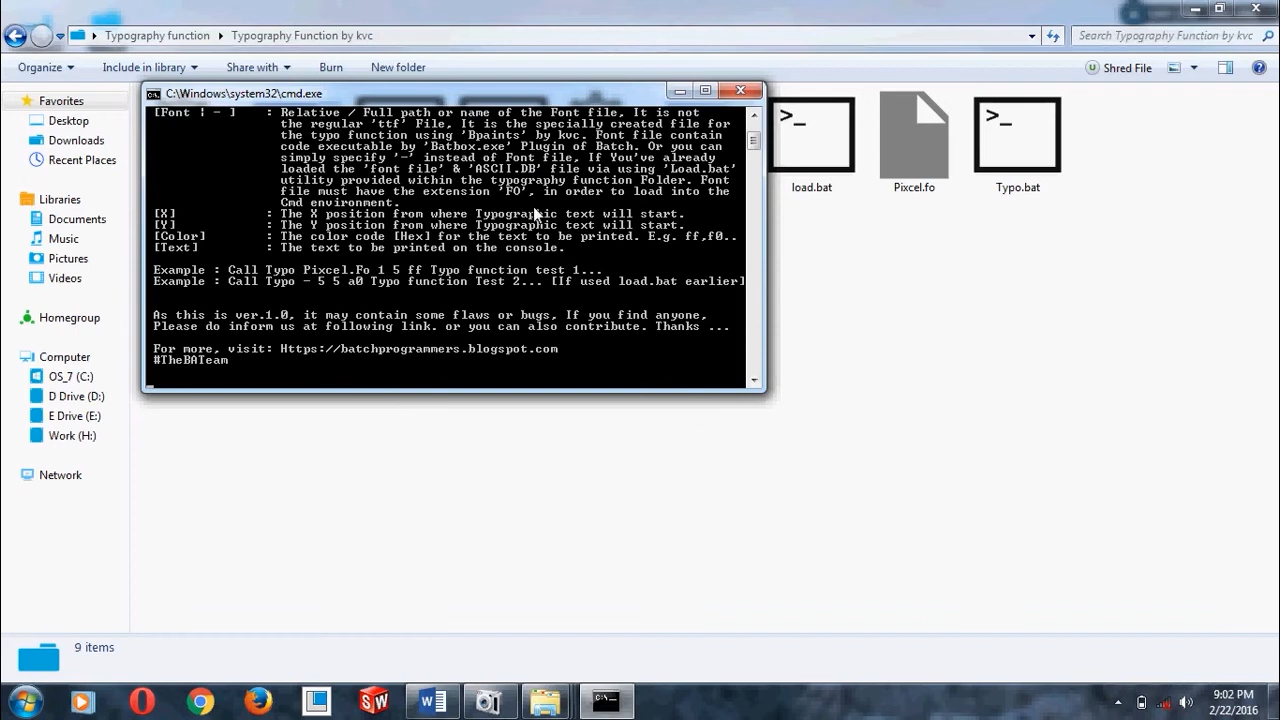 Typography function
Typography Function by kvc
Search Typography Function by kvc
Organize
Include in library
Share with
Burn
New folder
Shred File
Favorites
Desktop
Downloads
Recent Places
Libraries
Documents
Music
Pictures
Videos
Homegroup
Computer
OS_7 (C:)
D Drive (D:)
E Drive (E:)
Work (H:)
Network
C:\Windows\system32\cmd.exe
[Font ¦ - ] : Relative / Full path or name of the Font file, It is not
the regular 'ttf' File, It is the specially created file for
the typo function using 'Bpaints' by kvc. Font file contain
code executable by 'Batbox.exe' Plugin of Batch. Or you can
simply specify '-' instead of Font file, If You've already
loaded the 'font file' & 'ASCII.DB' file via using 'Load.bat'
utility provided within the typography function Folder. Font
file must have the extension 'FO', in order to load into the
Cmd environment.
[X] : The X position from where Typographic text will start.
[Y] : The Y position from where Typographic text will start.
[Color] : The color code [Hex] for the text to be printed. E.g. ff,f0..
[Text] : The text to be printed on the console.
Example : Call Typo Pixcel.Fo 1 5 ff Typo function test 1...
Example : Call Typo - 5 5 a0 Typo function Test 2... [If used load.bat earlier]
As this is ver.1.0, it may contain some flaws or bugs, If you find anyone,
Please do inform us at following link. or you can also contribute. Thanks ...
For more, visit: Https://batchprogrammers.blogspot.com
#TheBATeam
>_
load.bat
Pixcel.fo
>_
Typo.bat
9 items
SW
W
C:\.
9:02 PM
2/22/2016